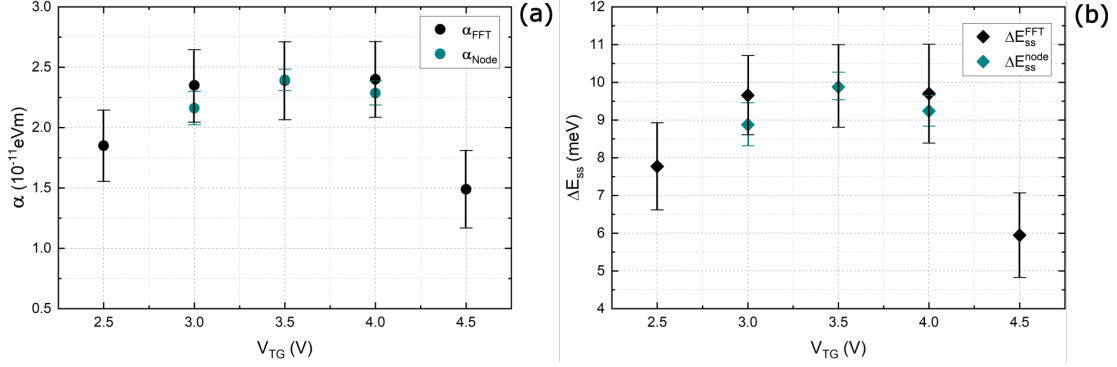 (a)
α_FFT
α_Node
3.0
2.5
2.0
1.5
1.0
0.5
α (10⁻¹¹eVm)
2.5 3.0 3.5 4.0 4.5
V_TG (V)
(b)
ΔE_ss^FFT
ΔE_ss^node
12
11
10
9
8
7
6
5
4
ΔE_ss (meV)
2.5 3.0 3.5 4.0 4.5
V_TG (V)